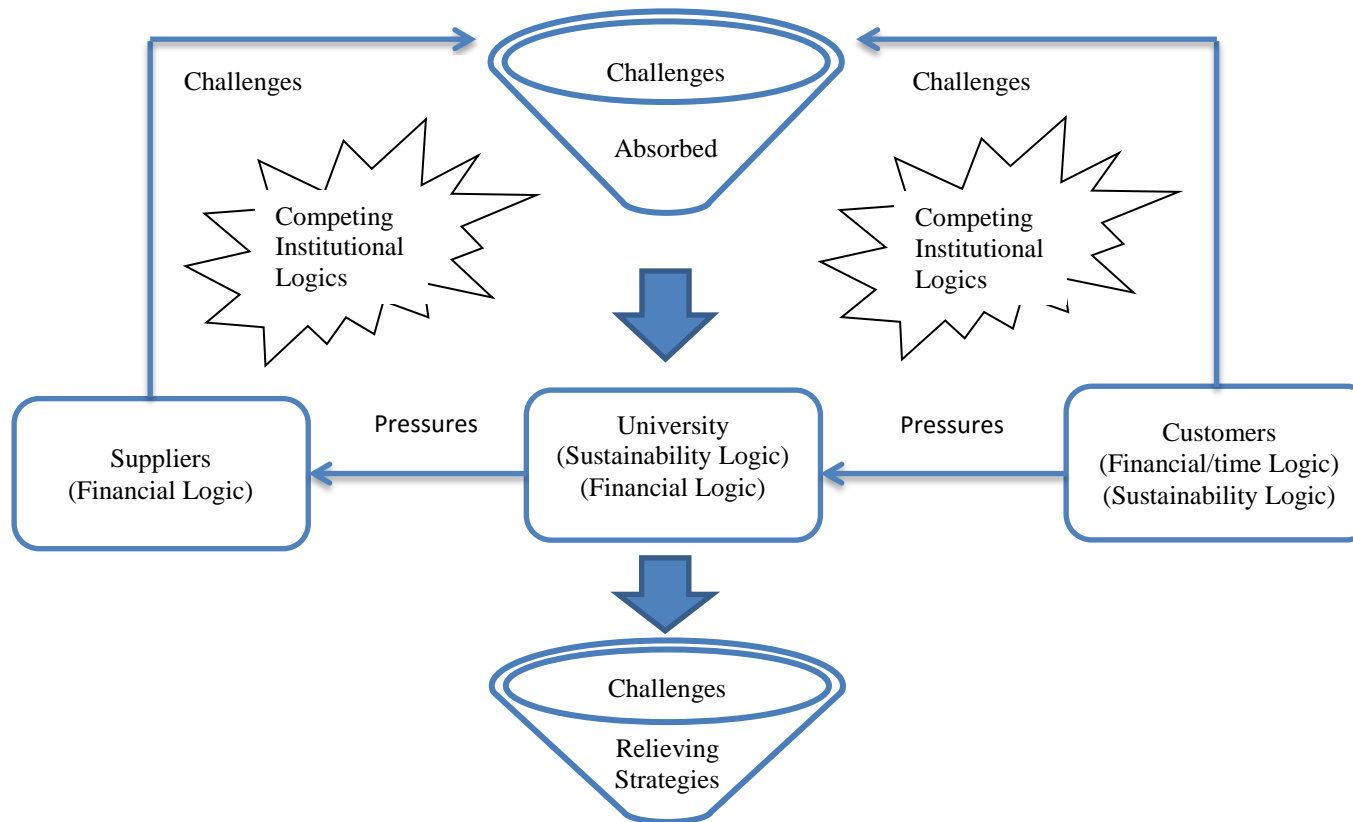 Challenges
Challenges
Challenges
Absorbed
Competing
Institutional
Logics
Competing
Institutional
Logics
Pressures
Pressures
Suppliers
(Financial Logic)
University
(Sustainability Logic)
(Financial Logic)
Customers
(Financial/time Logic)
(Sustainability Logic)
Challenges
Relieving
Strategies